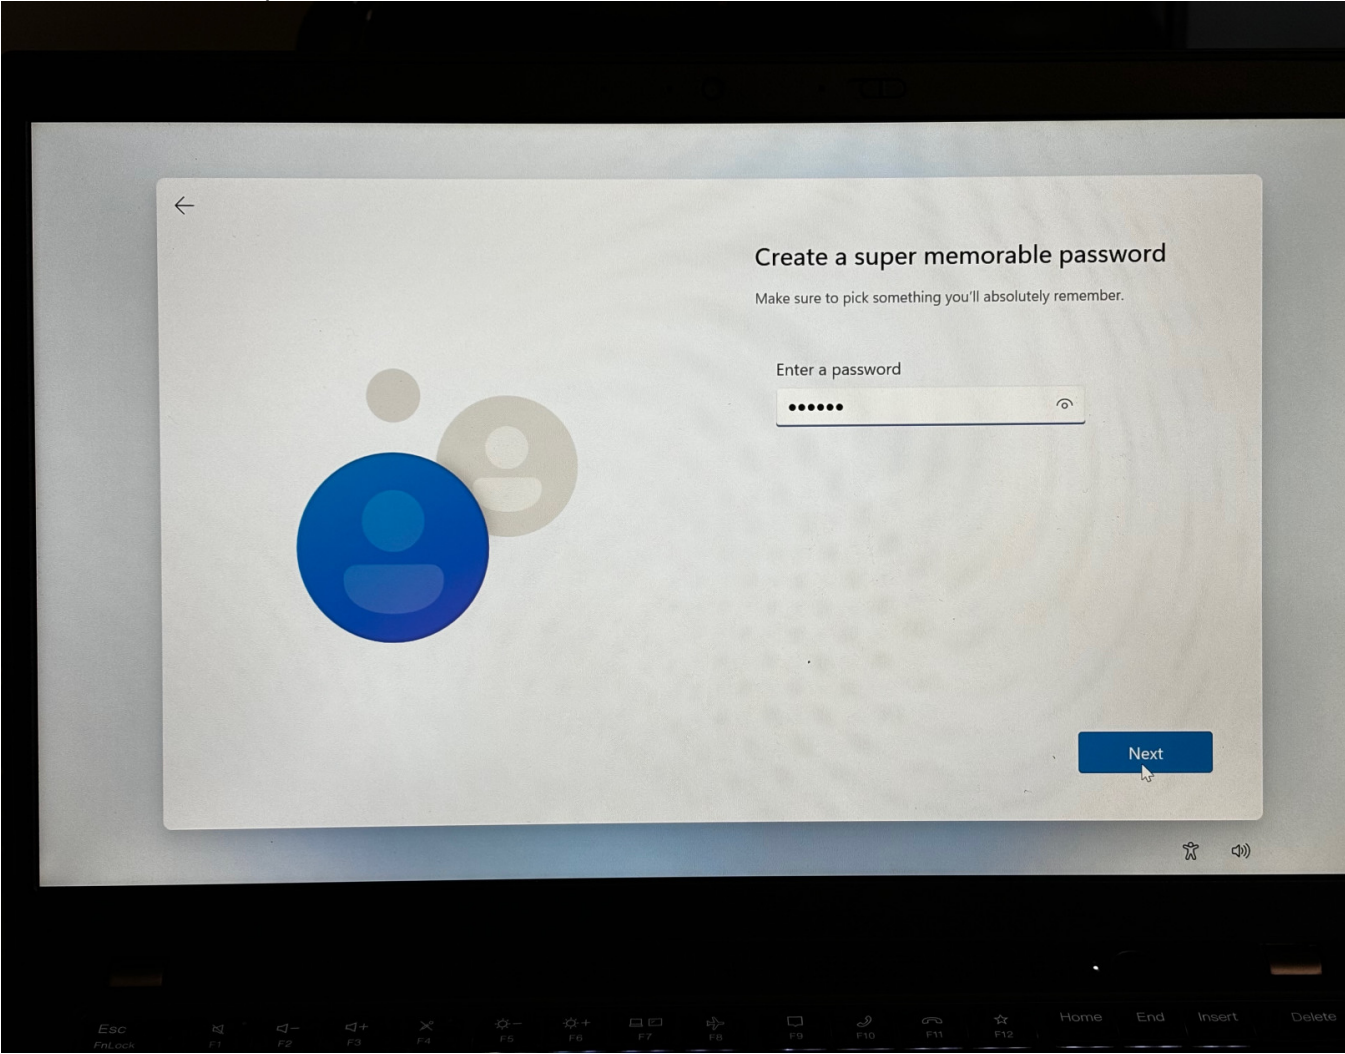 Create a super memorable password
Make sure to pick something you'll absolutely remember.
Enter a password
••••••
Next
Esc
FnLock
F1
F2
F3
F4
F5
F6
F7
F8
F9
F10
F11
F12
Home
End
Insert
Delete